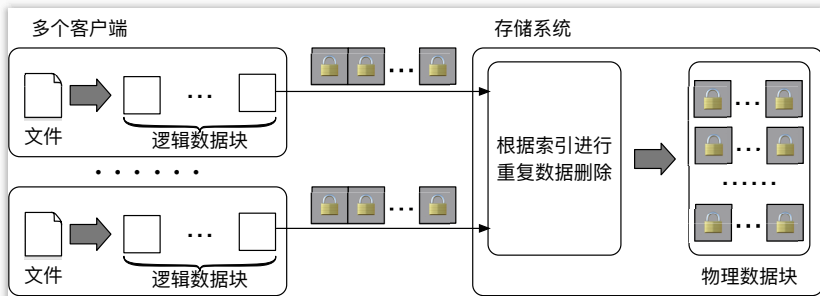 多个客户端
存储系统
文件
逻辑数据块
根据索引进行
重复数据删除
文件
逻辑数据块
物理数据块